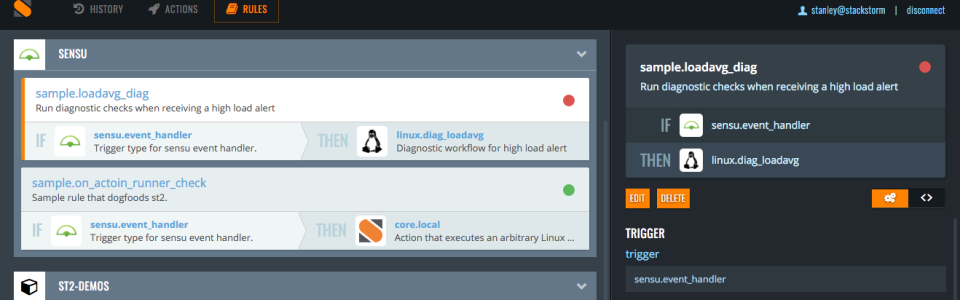 HISTORY ACTIONS RULES stanley@stackstorm | disconnect
SENSU
sample.loadavg_diag
Run diagnostic checks when receiving a high load alert
IF sensu.event_handler
Trigger type for sensu event handler.
THEN linux.diag_loadavg
Diagnostic workflow for high load alert
sample.on_actoin_runner_check
Sample rule that dogfoods st2.
IF sensu.event_handler
Trigger type for sensu event handler.
THEN core.local
Action that executes an arbitrary Linux ...
ST2-DEMOS
sample.loadavg_diag
Run diagnostic checks when receiving a high load alert
IF sensu.event_handler
THEN linux.diag_loadavg
EDIT DELETE <>
TRIGGER
trigger
sensu.event_handler